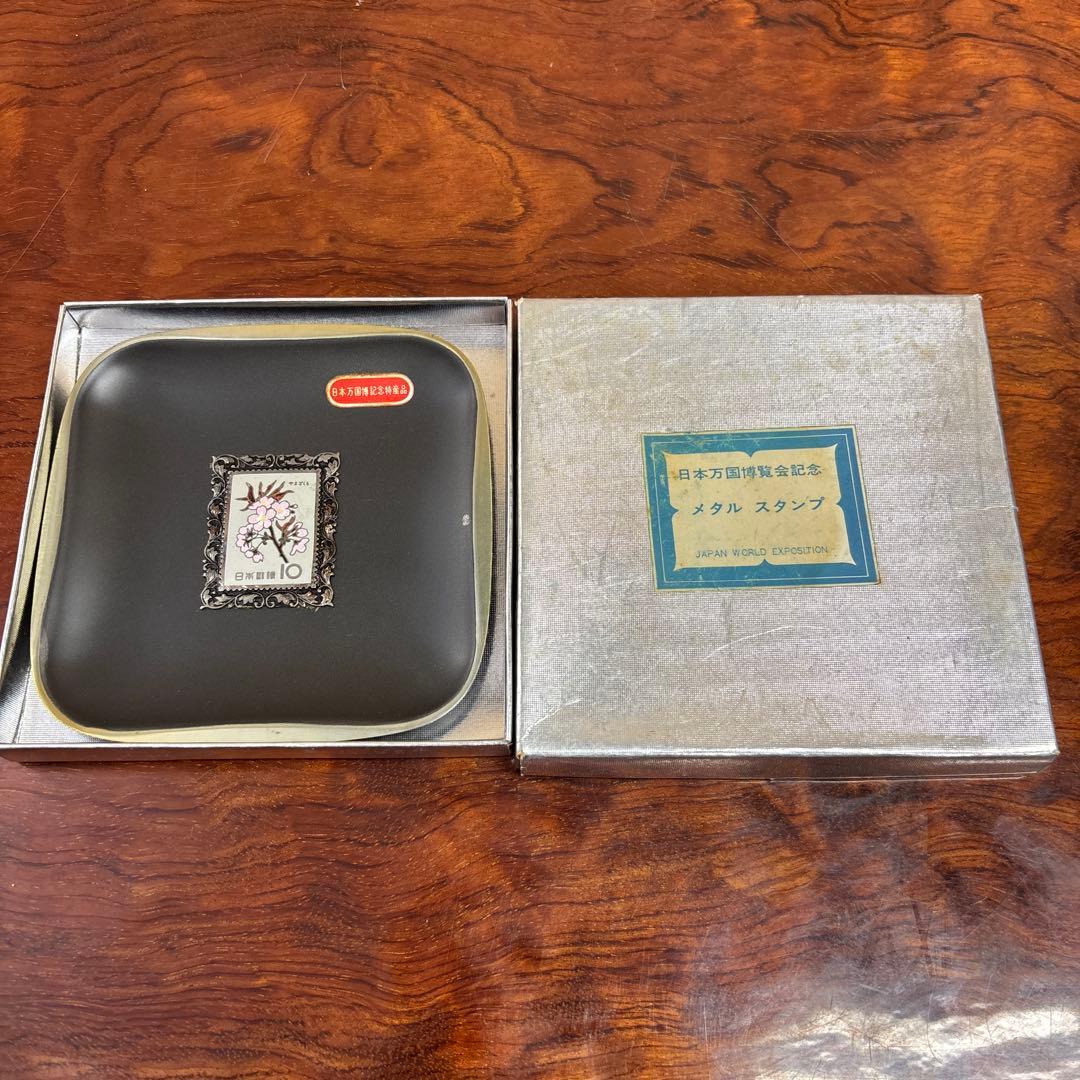 日本万国博記念特産品
やまざくら
日本郵便 10
日本万国博覧会記念
メタル スタンプ
JAPAN WORLD EXPOSITION